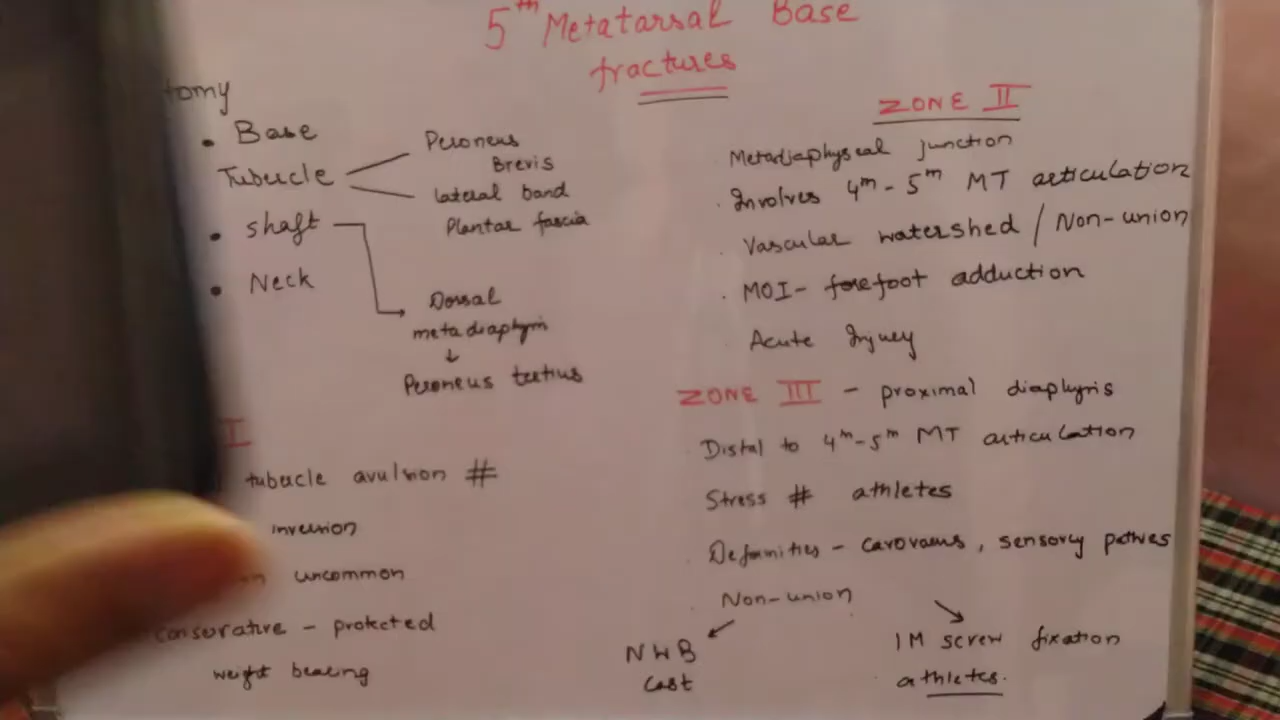 5th Metatarsal Base
fractures
tomy
• Base
Tubercle
Peroneus
Brevis
lateral band
Plantar fascia
• shaft
• Neck
Dorsal
metadiaphysis
↓
Peroneus tertius
I
tubercle avulsion #
inversion
uncommon
conservative - protected
weight bearing
ZONE II
Metadiaphyseal junction
Involves 4th - 5th MT articulation
Vascular watershed / Non-union
MOI - forefoot adduction
Acute Injury
ZONE III - proximal diaphysis
Distal to 4th-5th MT articulation
Stress # athletes
Deformities - cavovarus, sensory
Non-union
NWB
cast
IM screw fixation
athletes.